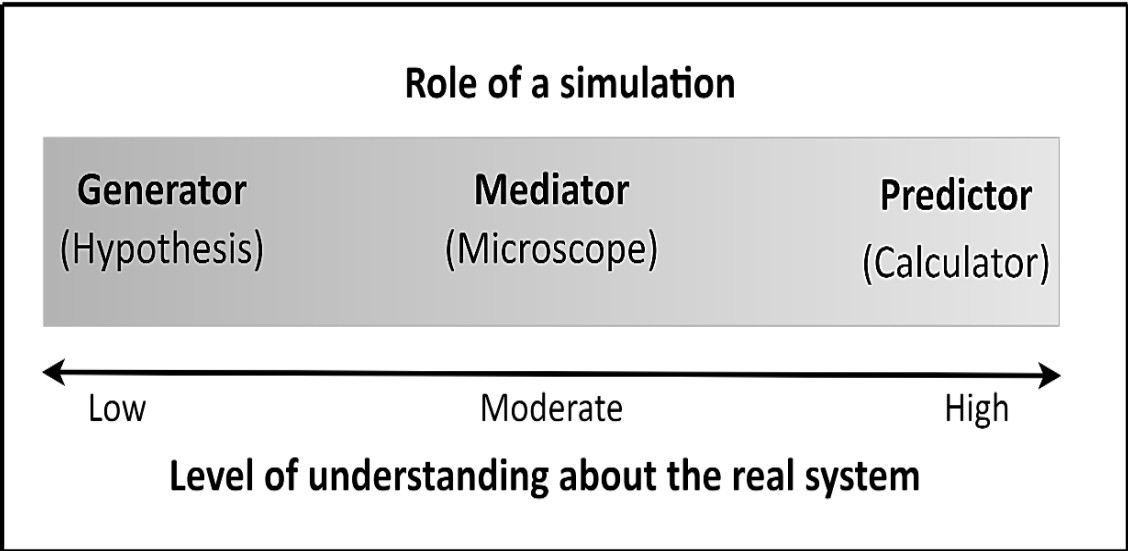 Role of a simulation
Generator Mediator Predictor
(Hypothesis) (Microscope) (Calculator)
Low Moderate High
Level of understanding about the real system